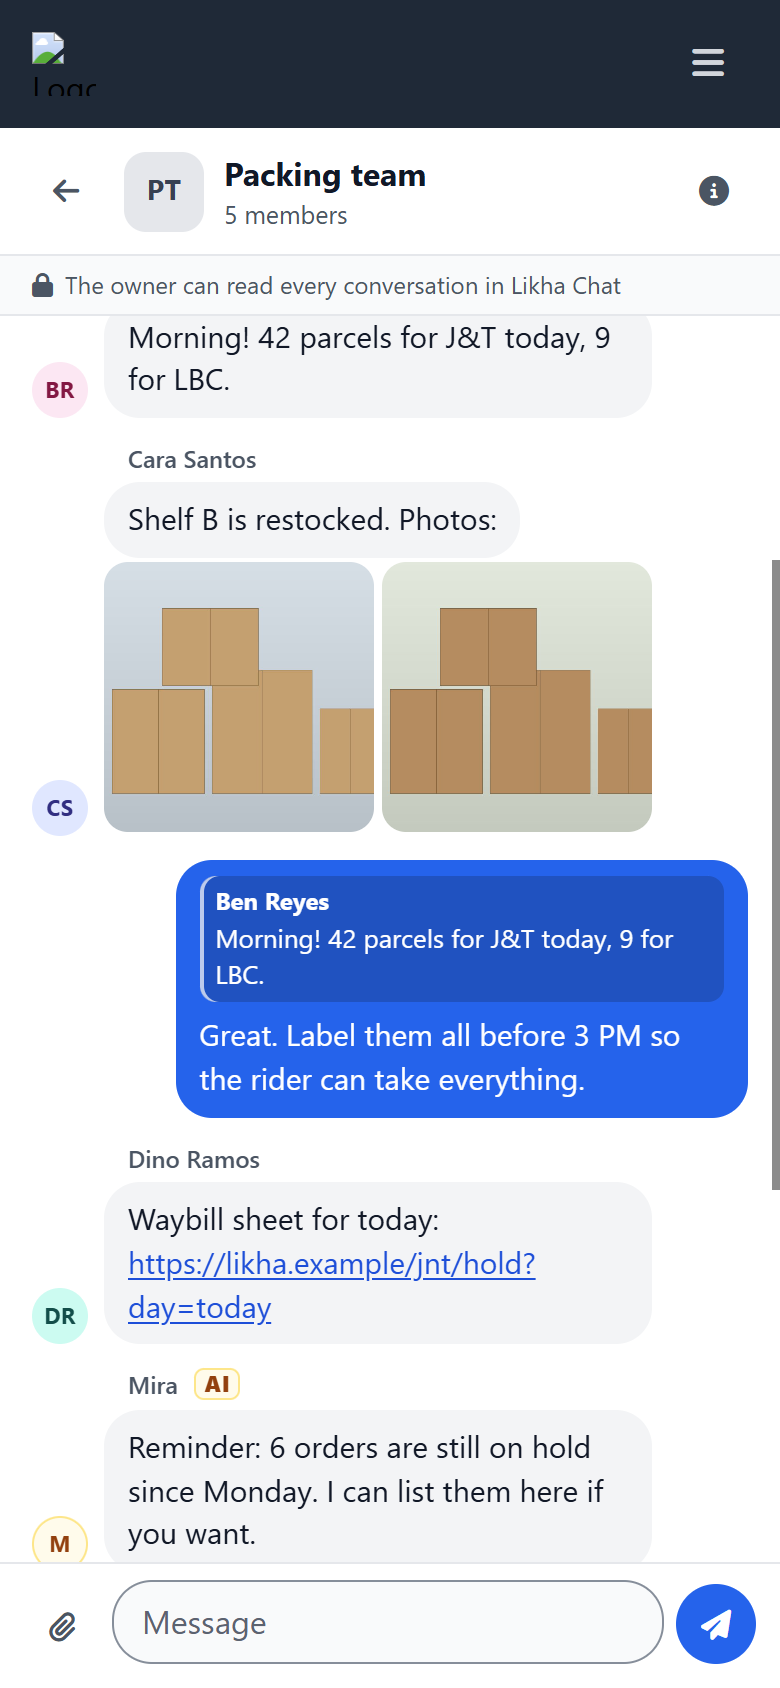 Logo
PT
Packing team
5 members
The owner can read every conversation in Likha Chat
Morning! 42 parcels for J&T today, 9
for LBC.
BR
Cara Santos
Shelf B is restocked. Photos:
CS
Ben Reyes
Morning! 42 parcels for J&T today, 9 for
LBC.
Great. Label them all before 3 PM so
the rider can take everything.
Dino Ramos
Waybill sheet for today:
https://likha.example/jnt/hold?
day=today
DR
Mira AI
Reminder: 6 orders are still on hold
since Monday. I can list them here if
you want.
M
Message